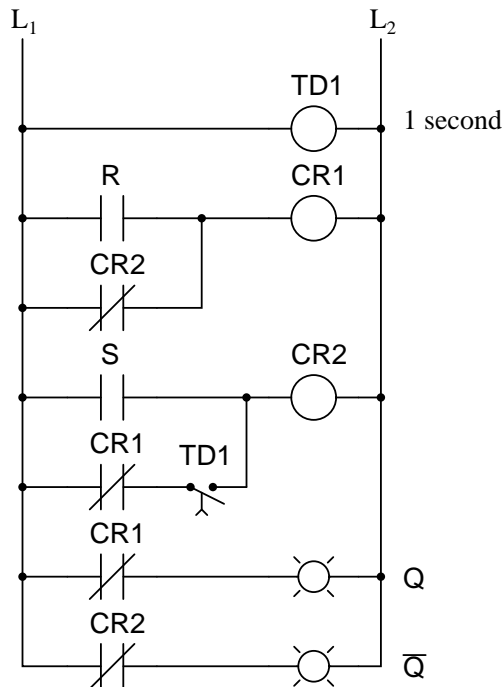 L₁ L₂
TD1
1 second
R CR1
CR2
S CR2
CR1 TD1
CR1
Q
CR2
Q̅